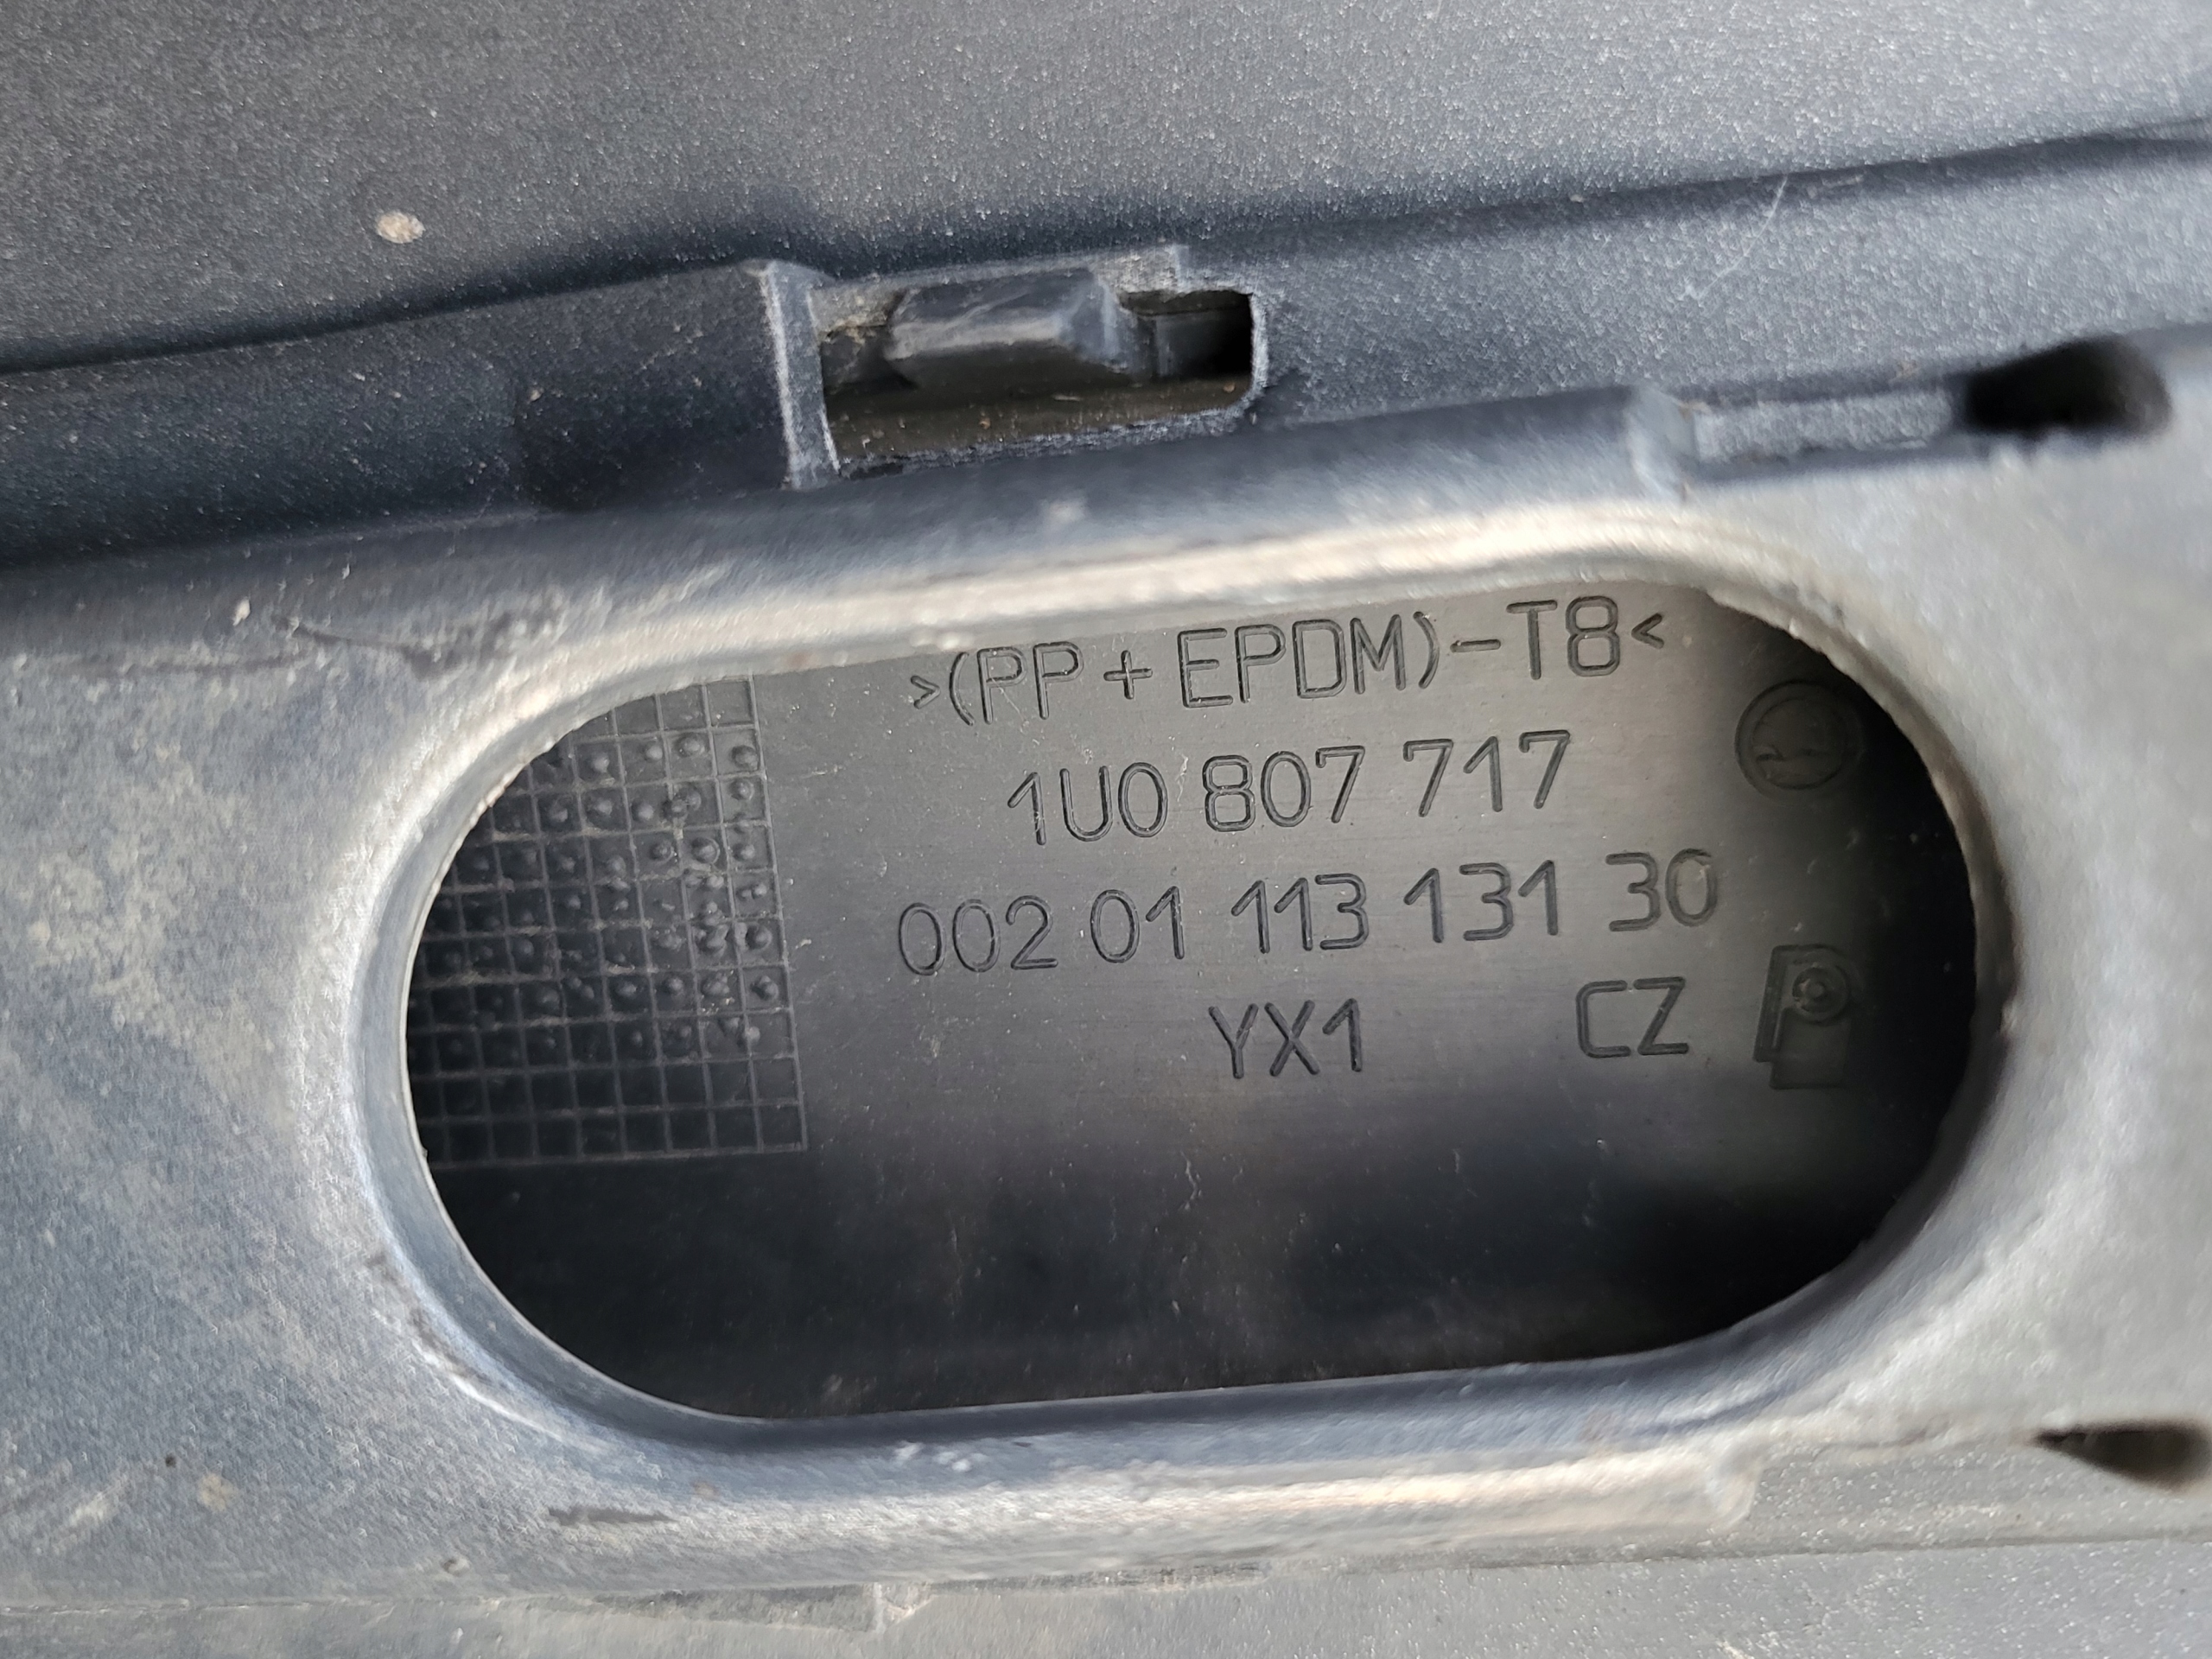 >(PP+EPDM)-T8<
1U0 807 717
002 01 113 131 30
YX1 CZ